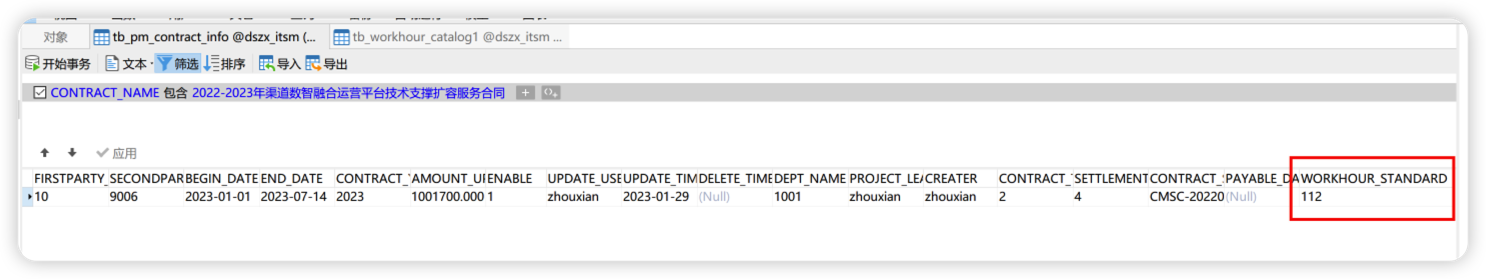 对象 tb_pm_contract_info @dszx_itsm (... tb_workhour_catalog1 @dszx_itsm ...
开始事务 文本 筛选 排序 导入 导出
CONTRACT_NAME 包含 2022-2023年渠道数智融合运营平台技术支撑扩容服务合同
应用
FIRSTPARTY_ SECONDPAR BEGIN_DATE END_DATE CONTRACT_ AMOUNT_UI ENABLE UPDATE_USE UPDATE_TIM DELETE_TIME DEPT_NAME PROJECT_LEA CREATER CONTRACT_ SETTLEMENT CONTRACT_ PAYABLE_DA WORKHOUR_STANDARD
10 9006 2023-01-01 2023-07-14 2023 1001700.000 1 zhouxian 2023-01-29 (Null) 1001 zhouxian zhouxian 2 4 CMSC-20220 (Null) 112